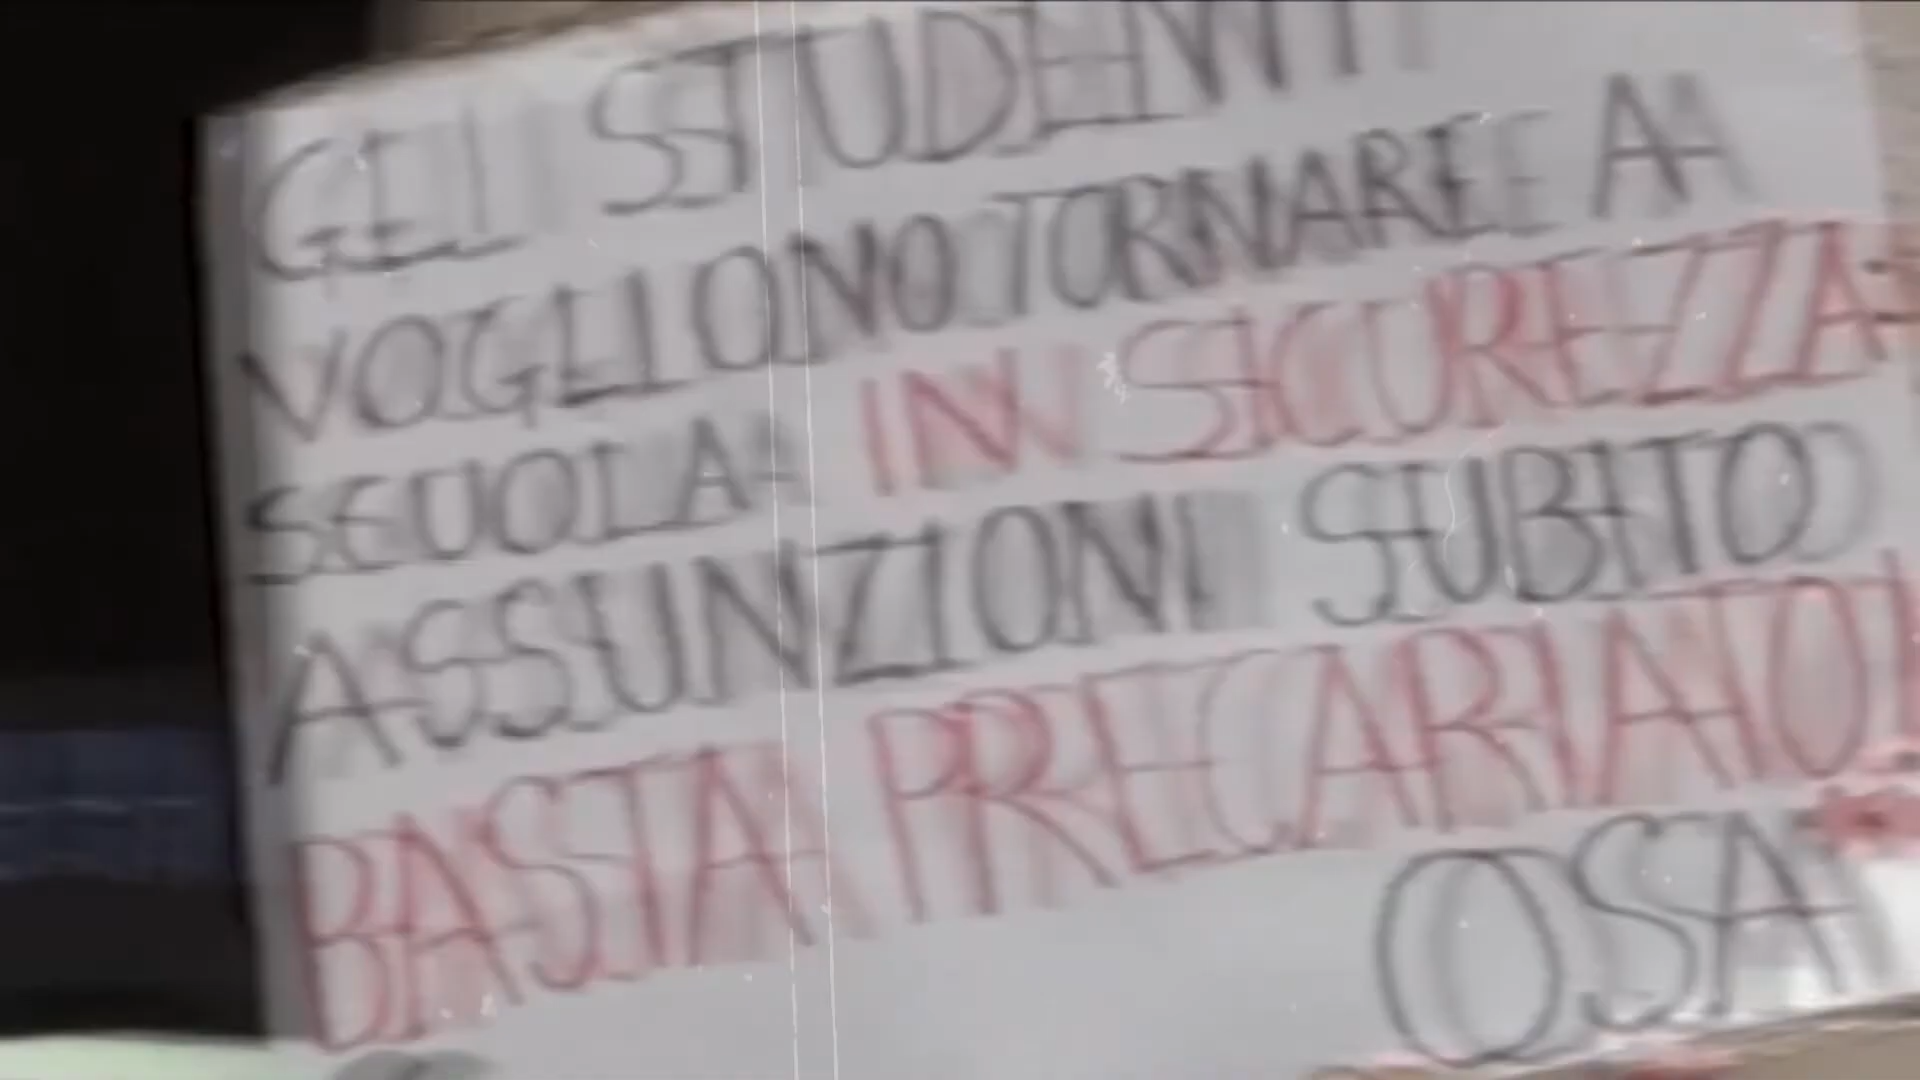 GLI STUDENTI
VOGLIONO TORNARE A
SCUOLA IN SICUREZZA:
ASSUNZIONI SUBITO
BASTA PRECARIATO!
OSA